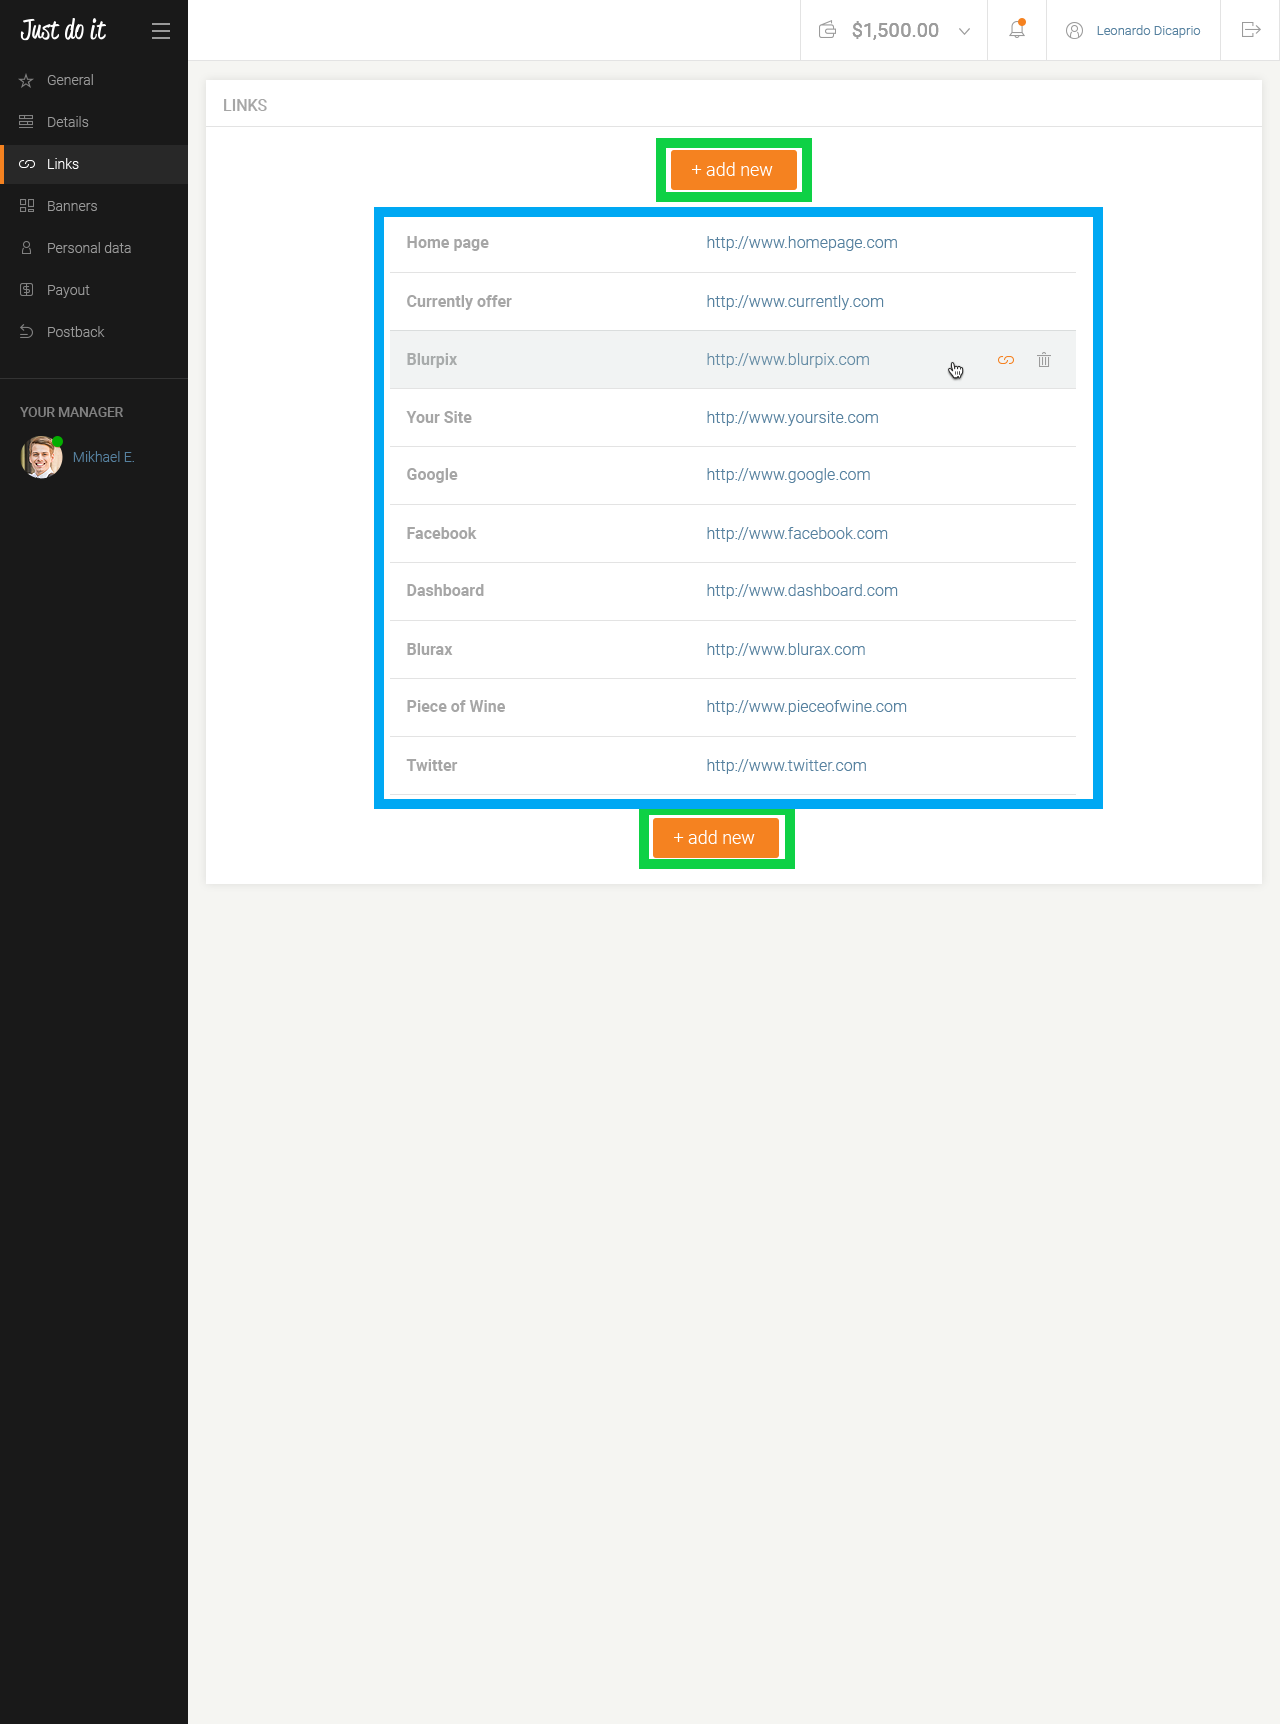 Just do it
$1,500.00
Leonardo Dicaprio
General
Details
Links
Banners
Personal data
Payout
Postback
YOUR MANAGER
Mikhael E.
LINKS
+ add new
Home page http://www.homepage.com
Currently offer http://www.currently.com
Blurpix http://www.blurpix.com
Your Site http://www.yoursite.com
Google http://www.google.com
Facebook http://www.facebook.com
Dashboard http://www.dashboard.com
Blurax http://www.blurax.com
Piece of Wine http://www.pieceofwine.com
Twitter http://www.twitter.com
+ add new